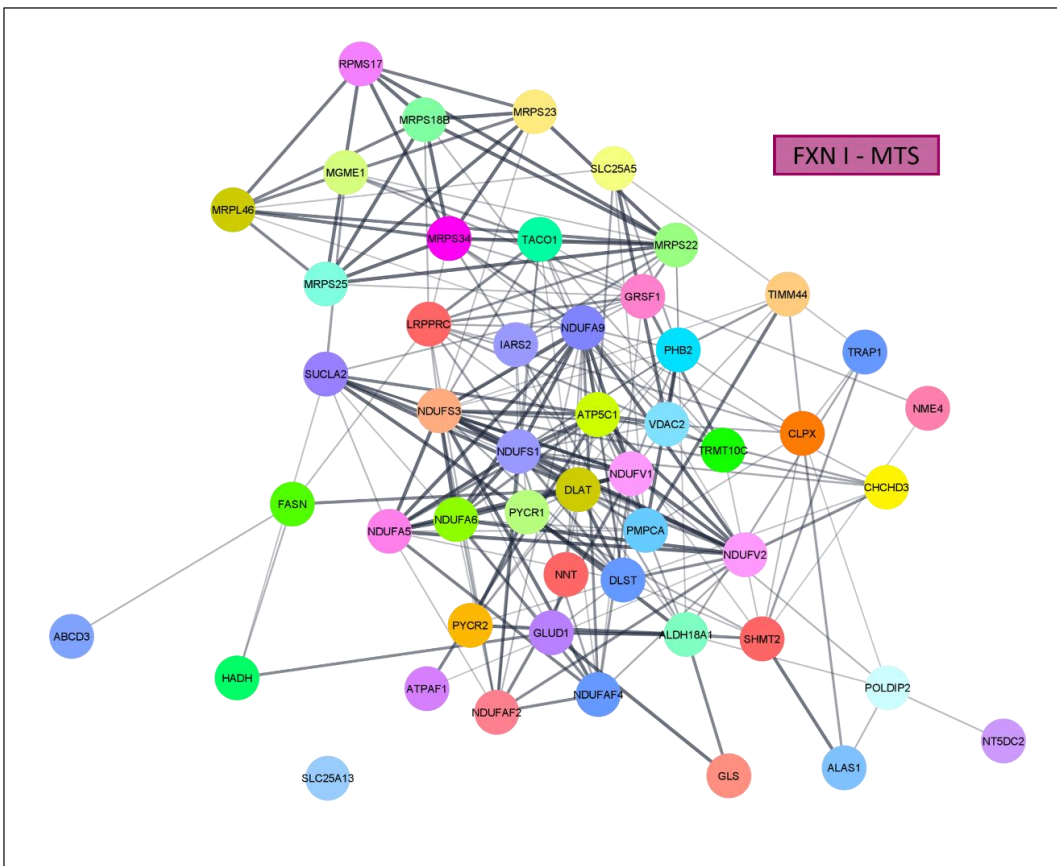 RPMS17
MRPS23
MRPS18B
FXN I - MTS
SLC25A5
MGME1
MRPL46
MRPS34
TACO1
MRPS22
MRPS25
TIMM44
GRSF1
LRPPRC
NDUFA9
IARS2
PHB2
TRAP1
SUCLA2
NME4
NDUFS3
ATP5C1
VDAC2
CLPX
NDUFS1
TRMT10C
NDUFV1
CHCHD3
DLAT
FASN
PYCR1
NDUFA6
NDUFA5
PMPCA
NDUFV2
NNT
DLST
ABCD3
PYCR2
GLUD1
ALDH18A1
SHMT2
HADH
ATPAF1
POLDIP2
NDUFAF4
NDUFAF2
NT5DC2
SLC25A13
GLS
ALAS1